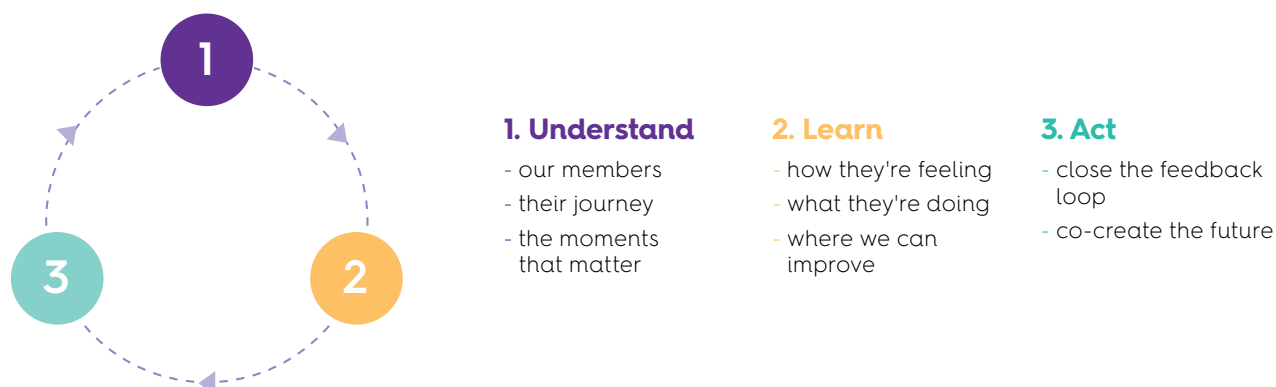 1
3
2
1. Understand
- our members
- their journey
- the moments
that matter
2. Learn
- how they're feeling
- what they're doing
- where we can
improve
3. Act
- close the feedback
loop
- co-create the future